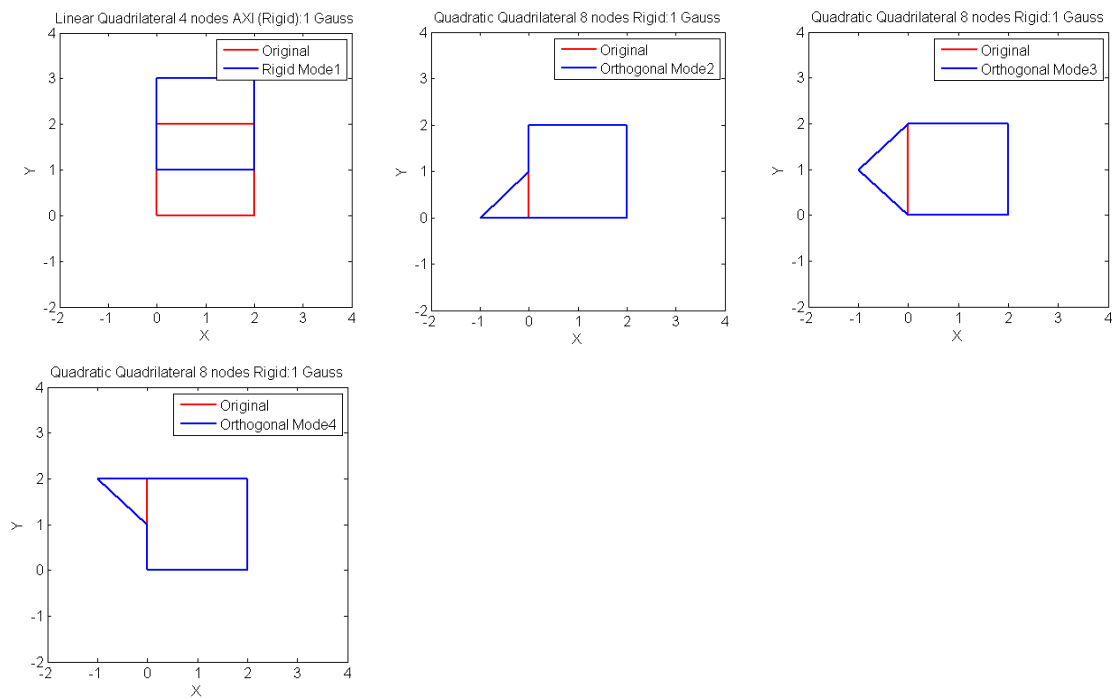 Linear Quadrilateral 4 nodes AXI (Rigid):1 Gauss
4
3
2
1
0
-1
-2
Y
Original
Rigid Mode1
-2
-1
0
1
2
3
4
X
Quadratic Quadrilateral 8 nodes Rigid:1 Gauss
4
3
2
1
0
-1
-2
Y
Original
Orthogonal Mode2
-2
-1
0
1
2
3
4
X
Quadratic Quadrilateral 8 nodes Rigid:1 Gauss
4
3
2
1
0
-1
-2
Y
Original
Orthogonal Mode3
-2
-1
0
1
2
3
4
X
Quadratic Quadrilateral 8 nodes Rigid:1 Gauss
4
3
2
1
0
-1
-2
Y
Original
Orthogonal Mode4
-2
-1
0
1
2
3
4
X